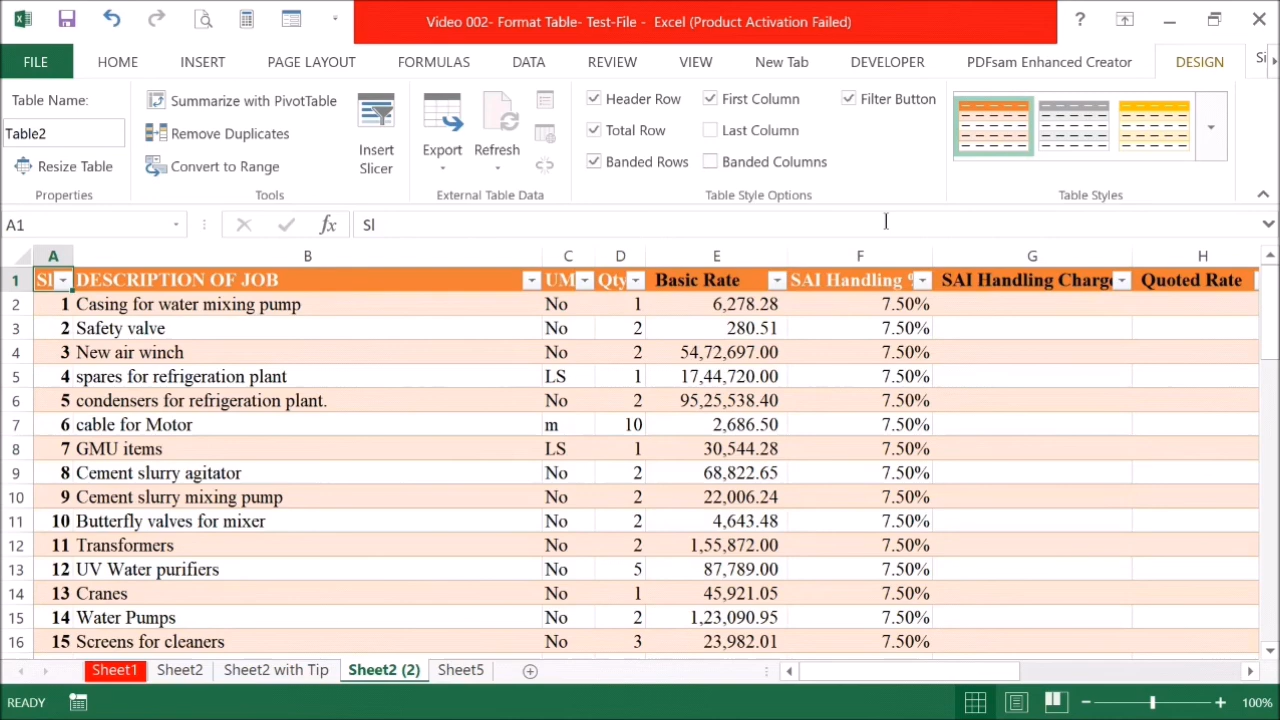 Video 002- Format Table- Test-File - Excel (Product Activation Failed)
?
FILE HOME INSERT PAGE LAYOUT FORMULAS DATA REVIEW VIEW New Tab DEVELOPER PDFsam Enhanced Creator DESIGN Si
Table Name:
Table2
Resize Table
Properties
Summarize with PivotTable
Remove Duplicates
Convert to Range
Tools
Insert
Slicer
Export
Refresh
External Table Data
Header Row
Total Row
Banded Rows
First Column
Last Column
Banded Columns
Filter Button
Table Style Options
Table Styles
A1 fx Sl
A B C D E F G H
1 Sl DESCRIPTION OF JOB UM Qty Basic Rate SAI Handling % SAI Handling Charge Quoted Rate
2 1 Casing for water mixing pump No 1 6,278.28 7.50%
3 2 Safety valve No 2 280.51 7.50%
4 3 New air winch No 2 54,72,697.00 7.50%
5 4 spares for refrigeration plant LS 1 17,44,720.00 7.50%
6 5 condensers for refrigeration plant. No 2 95,25,538.40 7.50%
7 6 cable for Motor m 10 2,686.50 7.50%
8 7 GMU items LS 1 30,544.28 7.50%
9 8 Cement slurry agitator No 2 68,822.65 7.50%
10 9 Cement slurry mixing pump No 2 22,006.24 7.50%
11 10 Butterfly valves for mixer No 2 4,643.48 7.50%
12 11 Transformers No 2 1,55,872.00 7.50%
13 12 UV Water purifiers No 5 87,789.00 7.50%
14 13 Cranes No 1 45,921.05 7.50%
15 14 Water Pumps No 2 1,23,090.95 7.50%
16 15 Screens for cleaners No 3 23,982.01 7.50%
Sheet1 Sheet2 Sheet2 with Tip Sheet2 (2) Sheet5
READY 100%